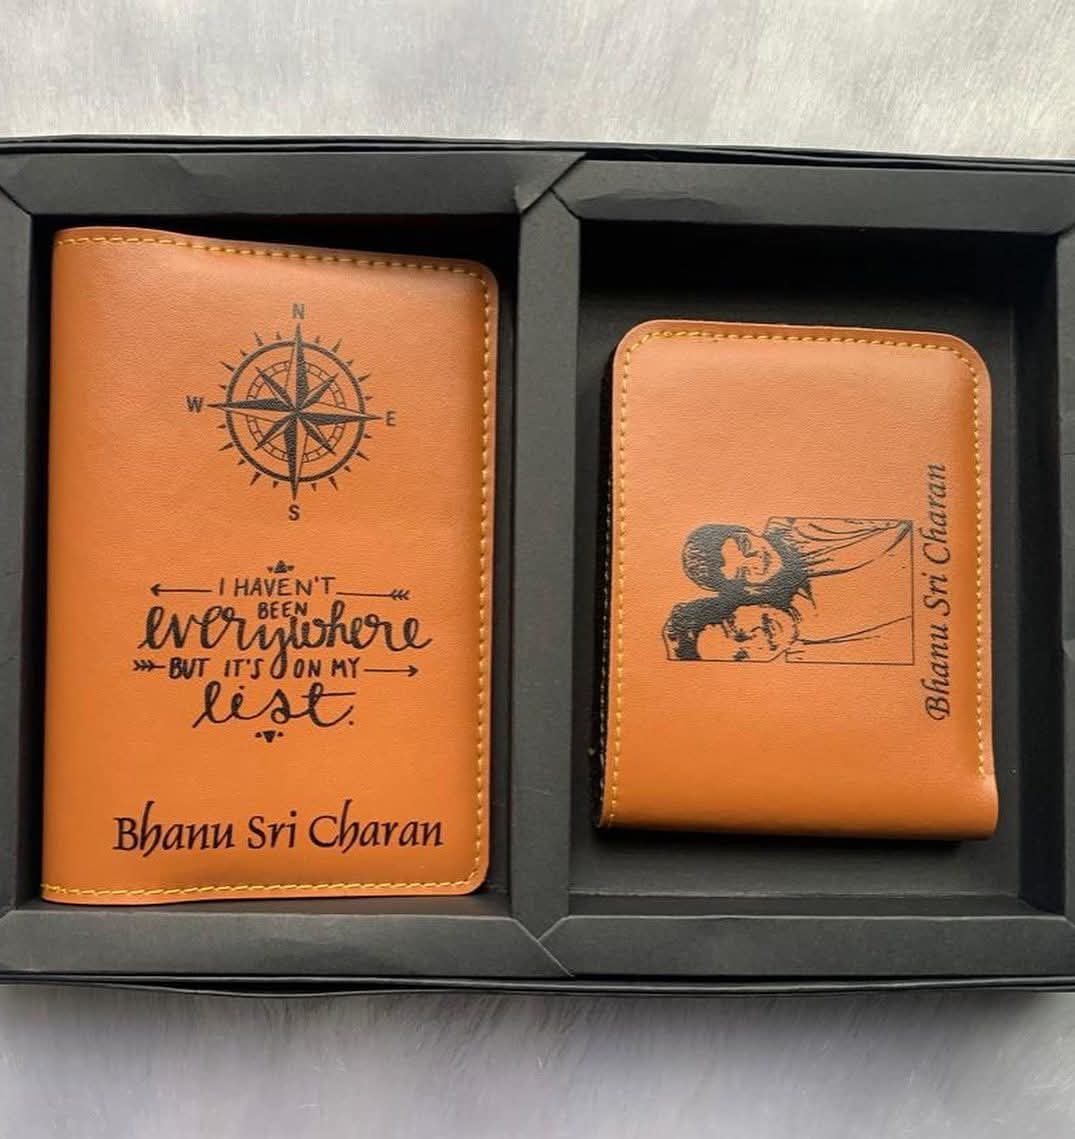 N
W E
S
I HAVEN'T
BEEN
everywhere
BUT IT'S ON MY
list.
Bhanu Sri Charan
Bhanu Sri Charan